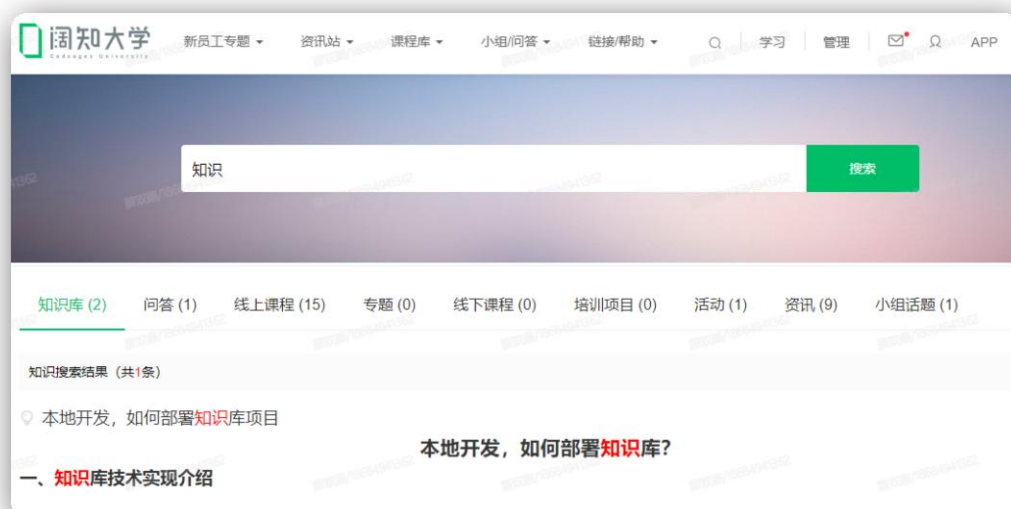 阔知大学
新员工专题 资讯站 课程库 小组/问答 链接/帮助 学习 管理 APP
知识 搜索
知识库 (2) 问答 (1) 线上课程 (15) 专题 (0) 线下课程 (0) 培训项目 (0) 活动 (1) 资讯 (9) 小组话题 (1)
知识搜索结果（共1条）
本地开发，如何部署知识库项目
本地开发，如何部署知识库？
一、知识库技术实现介绍